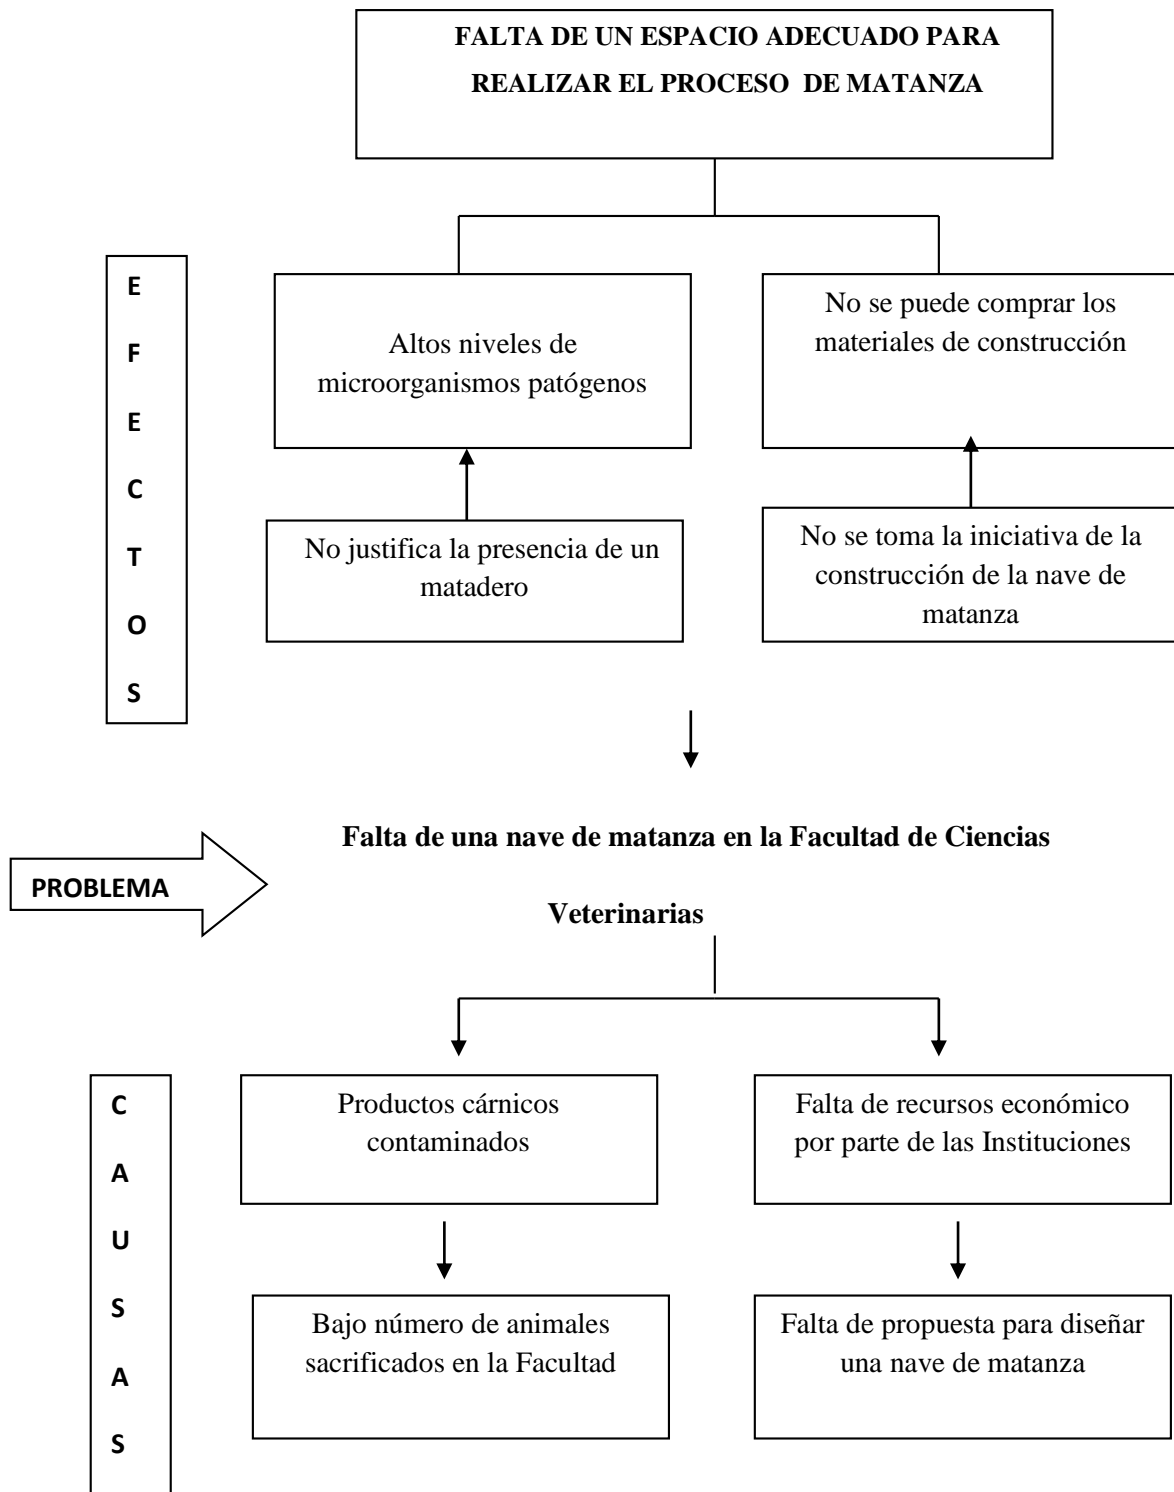 FALTA DE UN ESPACIO ADECUADO PARA
REALIZAR EL PROCESO DE MATANZA
E
F
E
C
T
O
S
Altos niveles de
microorganismos patógenos
No se puede comprar los
materiales de construcción
No justifica la presencia de un
matadero
No se toma la iniciativa de la
construcción de la nave de
matanza
PROBLEMA
Falta de una nave de matanza en la Facultad de Ciencias
Veterinarias
C
A
U
S
A
S
Productos cárnicos
contaminados
Falta de recursos económico
por parte de las Instituciones
Bajo número de animales
sacrificados en la Facultad
Falta de propuesta para diseñar
una nave de matanza